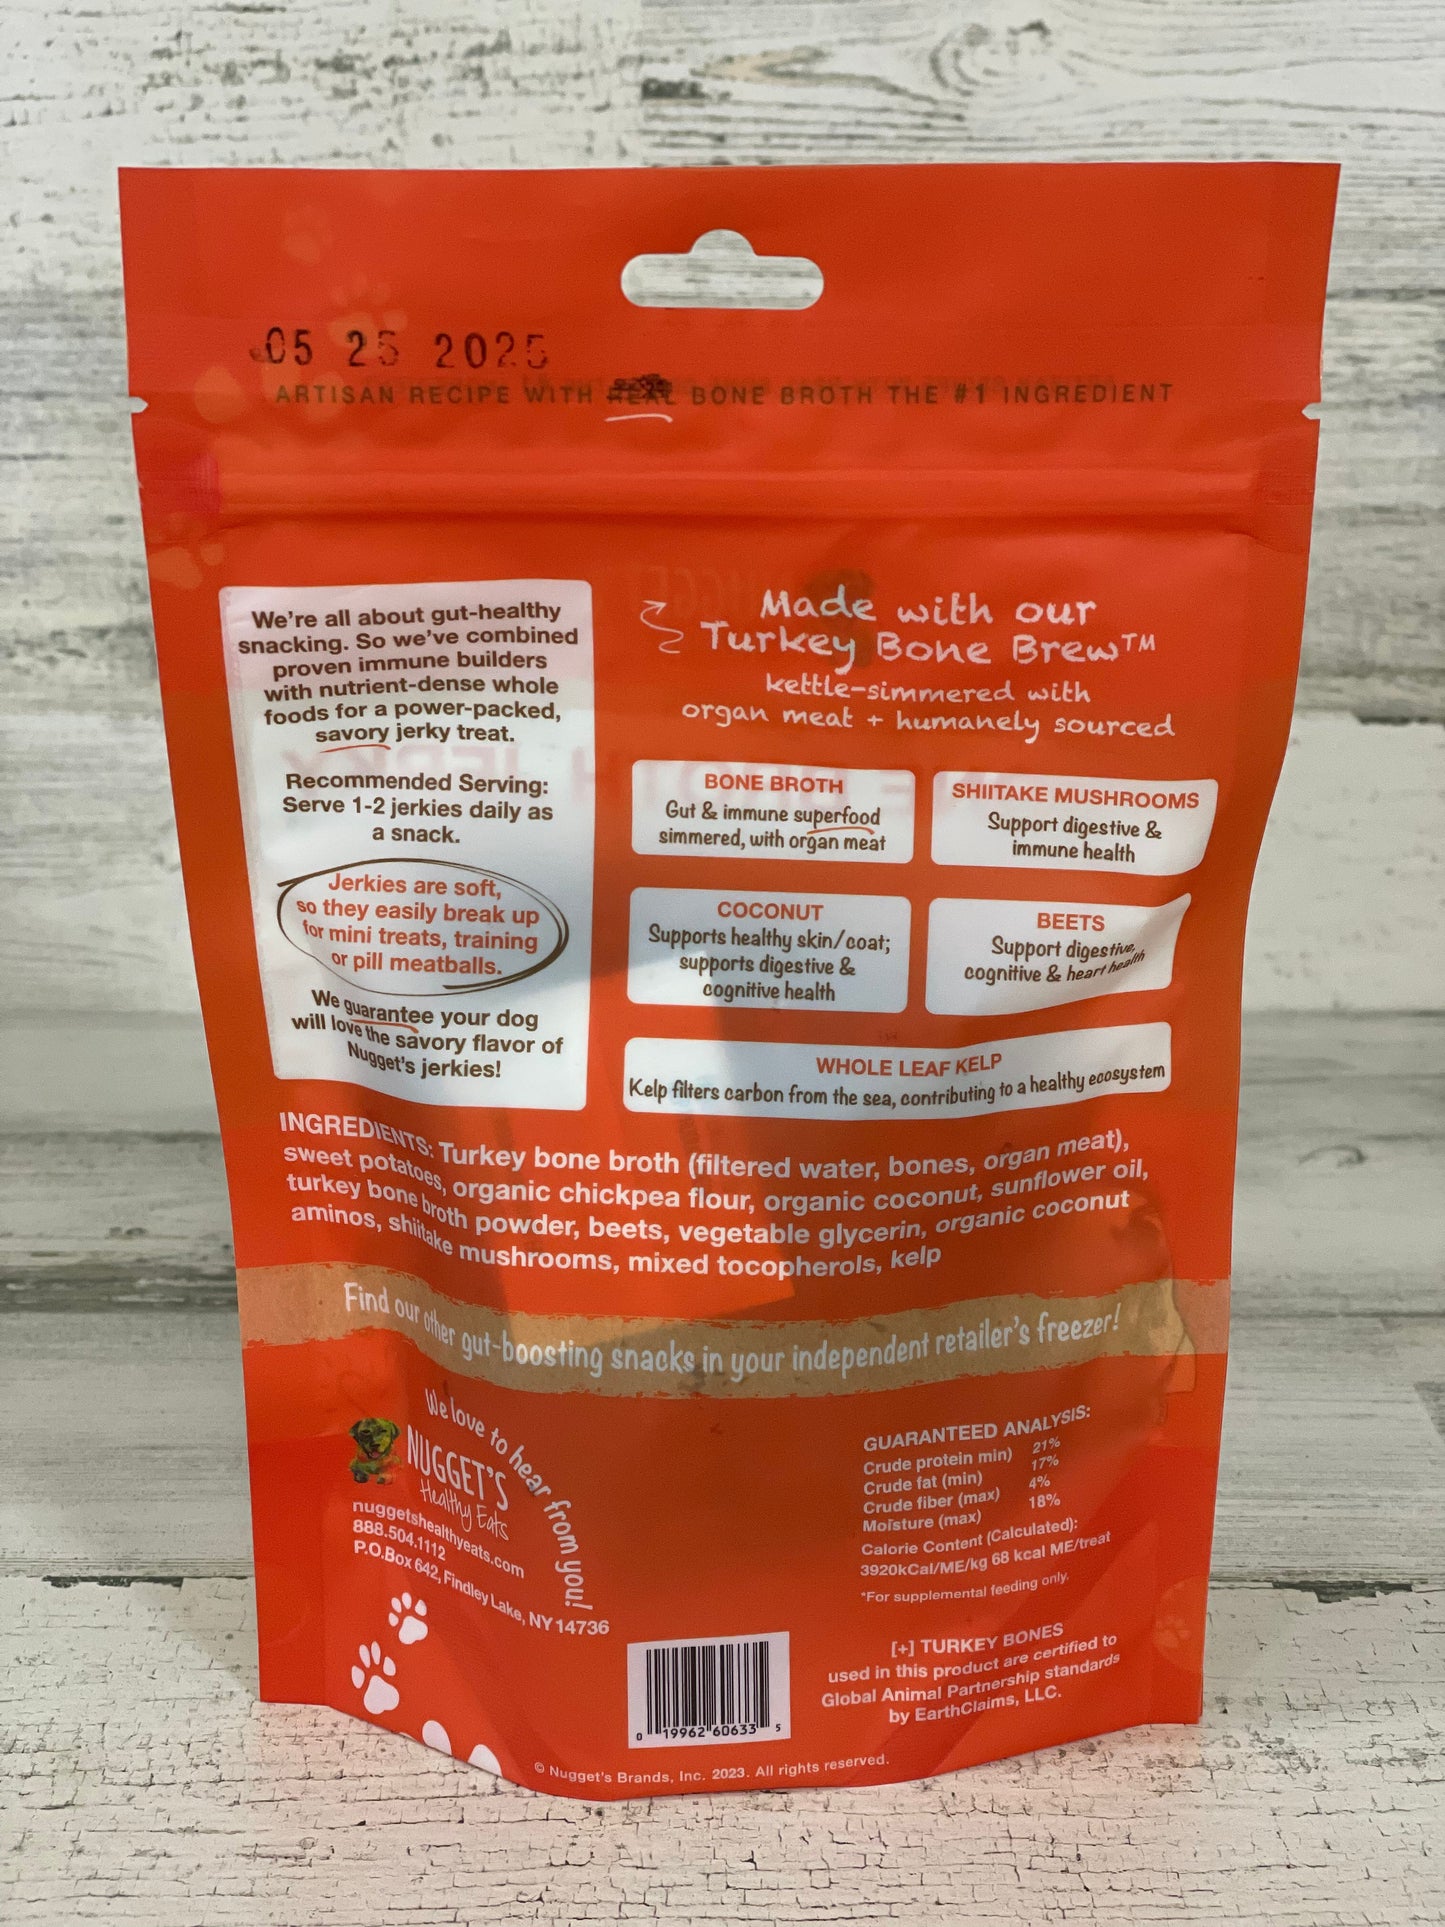 05 25 2025
ARTISAN RECIPE WITH REAL BONE BROTH THE #1 INGREDIENT
We're all about gut-healthy
snacking. So we've combined
proven immune builders
with nutrient-dense whole
foods for a power-packed,
savory jerky treat.
Recommended Serving:
Serve 1-2 jerkies daily as
a snack.
Jerkies are soft,
so they easily break up
for mini treats, training
or pill meatballs.
We guarantee your dog
will love the savory flavor of
Nugget's jerkies!
Made with our
Turkey Bone Brew™
kettle-simmered with
organ meat + humanely sourced
BONE BROTH
Gut & immune superfood
simmered, with organ meat
SHIITAKE MUSHROOMS
Support digestive &
immune health
COCONUT
Supports healthy skin/coat;
supports digestive &
cognitive health
BEETS
Support digestive,
cognitive & heart health
WHOLE LEAF KELP
Kelp filters carbon from the sea, contributing to a healthy ecosystem
INGREDIENTS: Turkey bone broth (filtered water, bones, organ meat),
sweet potatoes, organic chickpea flour, organic coconut, sunflower oil,
turkey bone broth powder, beets, vegetable glycerin, organic coconut
aminos, shiitake mushrooms, mixed tocopherols, kelp
Find our other gut-boosting snacks in your independent retailer's freezer!
We love to hear from you!
NUGGET'S
Healthy Eats
nuggetshealthyeats.com
888.504.1112
P.O.Box 642, Findley Lake, NY 14736
GUARANTEED ANALYSIS:
Crude protein min) 21%
Crude fat (min) 17%
Crude fiber (max) 4%
Moisture (max) 18%
Calorie Content (Calculated):
3920kCal/ME/kg 68 kcal ME/treat
*For supplemental feeding only.
[+] TURKEY BONES
used in this product are certified to
Global Animal Partnership standards
by EarthClaims, LLC.
0 19962 60633 5
© Nugget's Brands, Inc. 2023. All rights reserved.